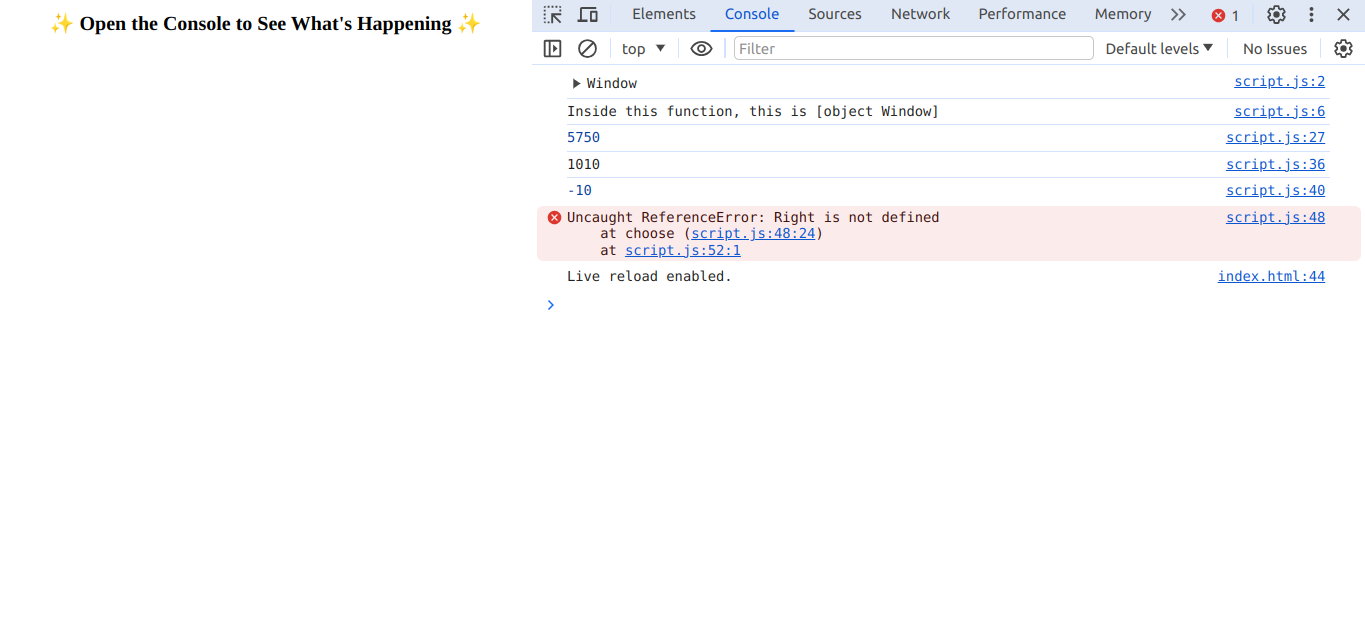 ✨ Open the Console to See What's Happening ✨
Elements Console Sources Network Performance Memory 1
top Filter Default levels No Issues
Window script.js:2
Inside this function, this is [object Window] script.js:6
5750 script.js:27
1010 script.js:36
-10 script.js:40
Uncaught ReferenceError: Right is not defined script.js:48
at choose (script.js:48:24)
at script.js:52:1
Live reload enabled. index.html:44